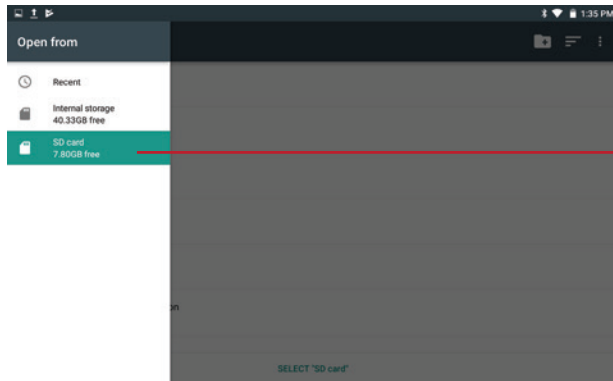 1:35 PM
Open from
Recent
Internal storage
40.33GB free
SD card
7.80GB free
on
SELECT "SD card"